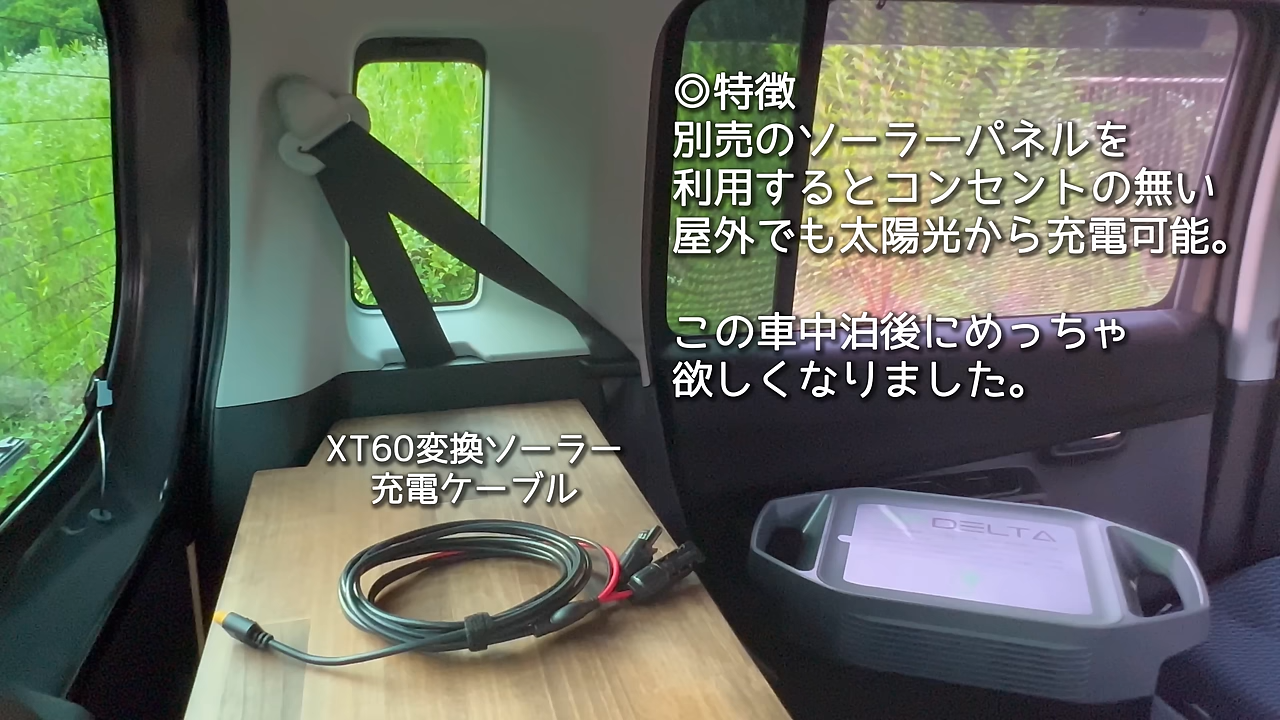 ◎特徴
別売のソーラーパネルを
利用するとコンセントの無い
屋外でも太陽光から充電可能。
この車中泊後にめっちゃ
欲しくなりました。
XT60変換ソーラー
充電ケーブル
DELTA